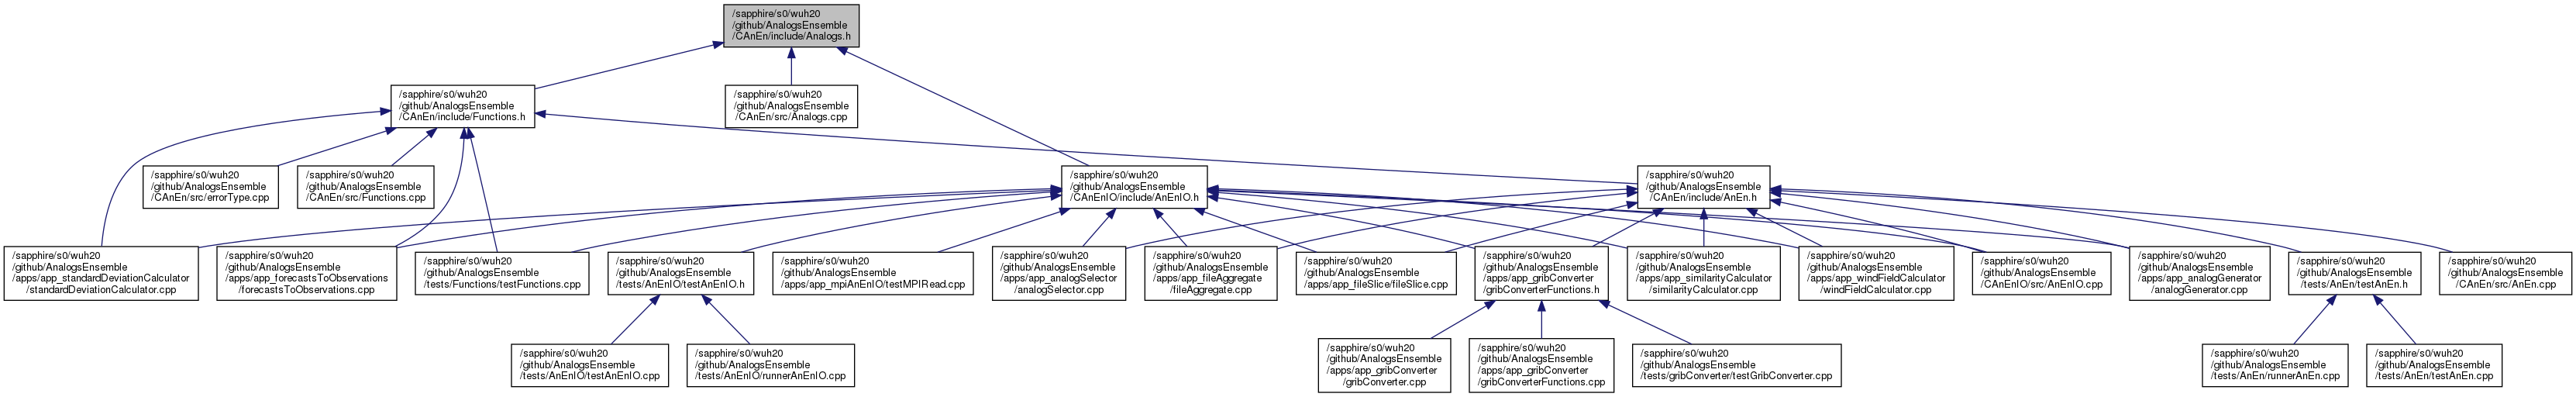 /sapphire/s0/wuh20
/github/AnalogsEnsemble
/CAnEn/include/Analogs.h
/sapphire/s0/wuh20
/github/AnalogsEnsemble
/CAnEn/include/Functions.h
/sapphire/s0/wuh20
/github/AnalogsEnsemble
/CAnEn/src/Analogs.cpp
/sapphire/s0/wuh20
/github/AnalogsEnsemble
/CAnEn/src/errorType.cpp
/sapphire/s0/wuh20
/github/AnalogsEnsemble
/CAnEn/src/Functions.cpp
/sapphire/s0/wuh20
/github/AnalogsEnsemble
/CAnEnIO/include/AnEnIO.h
/sapphire/s0/wuh20
/github/AnalogsEnsemble
/CAnEn/include/AnEn.h
/sapphire/s0/wuh20
/github/AnalogsEnsemble
/apps/app_standardDeviationCalculator
/standardDeviationCalculator.cpp
/sapphire/s0/wuh20
/github/AnalogsEnsemble
/apps/app_forecastsToObservations
/forecastsToObservations.cpp
/sapphire/s0/wuh20
/github/AnalogsEnsemble
/tests/Functions/testFunctions.cpp
/sapphire/s0/wuh20
/github/AnalogsEnsemble
/tests/AnEnIO/testAnEnIO.h
/sapphire/s0/wuh20
/github/AnalogsEnsemble
/apps/app_mpiAnEnIO/testMPIRead.cpp
/sapphire/s0/wuh20
/github/AnalogsEnsemble
/apps/app_analogSelector
/analogSelector.cpp
/sapphire/s0/wuh20
/github/AnalogsEnsemble
/apps/app_fileAggregate
/fileAggregate.cpp
/sapphire/s0/wuh20
/github/AnalogsEnsemble
/apps/app_fileSlice/fileSlice.cpp
/sapphire/s0/wuh20
/github/AnalogsEnsemble
/apps/app_gribConverter
/gribConverterFunctions.h
/sapphire/s0/wuh20
/github/AnalogsEnsemble
/apps/app_similarityCalculator
/similarityCalculator.cpp
/sapphire/s0/wuh20
/github/AnalogsEnsemble
/apps/app_windFieldCalculator
/windFieldCalculator.cpp
/sapphire/s0/wuh20
/github/AnalogsEnsemble
/CAnEnIO/src/AnEnIO.cpp
/sapphire/s0/wuh20
/github/AnalogsEnsemble
/apps/app_analogGenerator
/analogGenerator.cpp
/sapphire/s0/wuh20
/github/AnalogsEnsemble
/tests/AnEn/testAnEn.h
/sapphire/s0/wuh20
/github/AnalogsEnsemble
/CAnEn/src/AnEn.cpp
/sapphire/s0/wuh20
/github/AnalogsEnsemble
/tests/AnEnIO/testAnEnIO.cpp
/sapphire/s0/wuh20
/github/AnalogsEnsemble
/tests/AnEnIO/runnerAnEnIO.cpp
/sapphire/s0/wuh20
/github/AnalogsEnsemble
/apps/app_gribConverter
/gribConverter.cpp
/sapphire/s0/wuh20
/github/AnalogsEnsemble
/apps/app_gribConverter
/gribConverterFunctions.cpp
/sapphire/s0/wuh20
/github/AnalogsEnsemble
/tests/gribConverter/testGribConverter.cpp
/sapphire/s0/wuh20
/github/AnalogsEnsemble
/tests/AnEn/runnerAnEn.cpp
/sapphire/s0/wuh20
/github/AnalogsEnsemble
/tests/AnEn/testAnEn.cpp